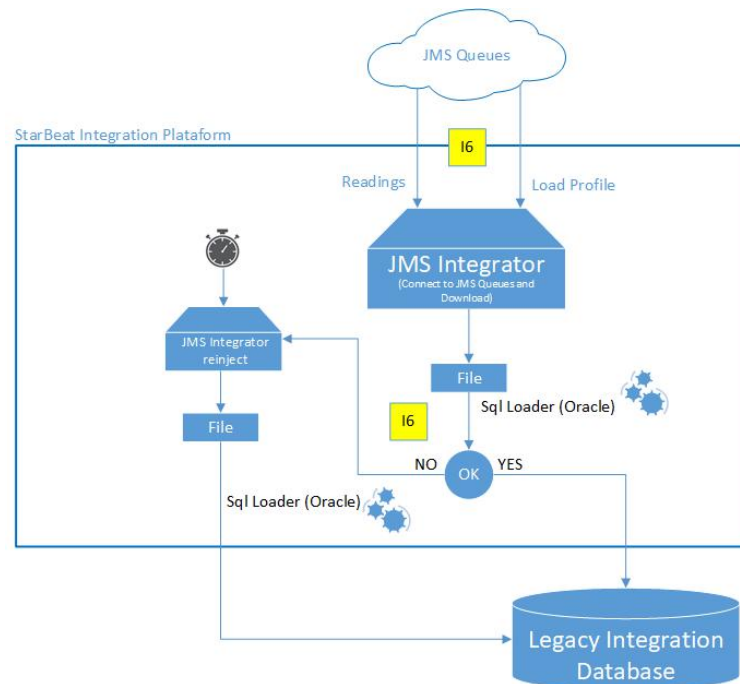 JMS Queues
StarBeat Integration Plataform
I6
Readings
Load Profile
JMS Integrator
(Connect to JMS Queues and
Download)
JMS Integrator
reinject
File
Sql Loader (Oracle)
File
I6
NO
OK
YES
Sql Loader (Oracle)
Legacy Integration
Database